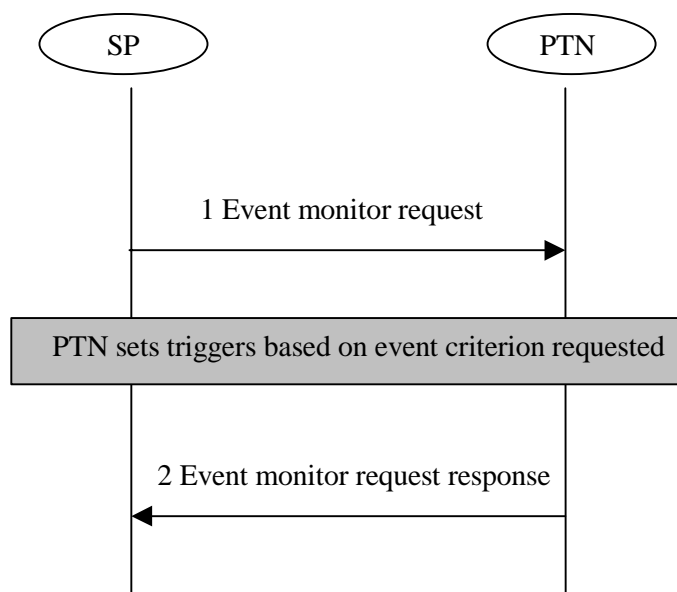 SP
PTN
1 Event monitor request
PTN sets triggers based on event criterion requested
2 Event monitor request response